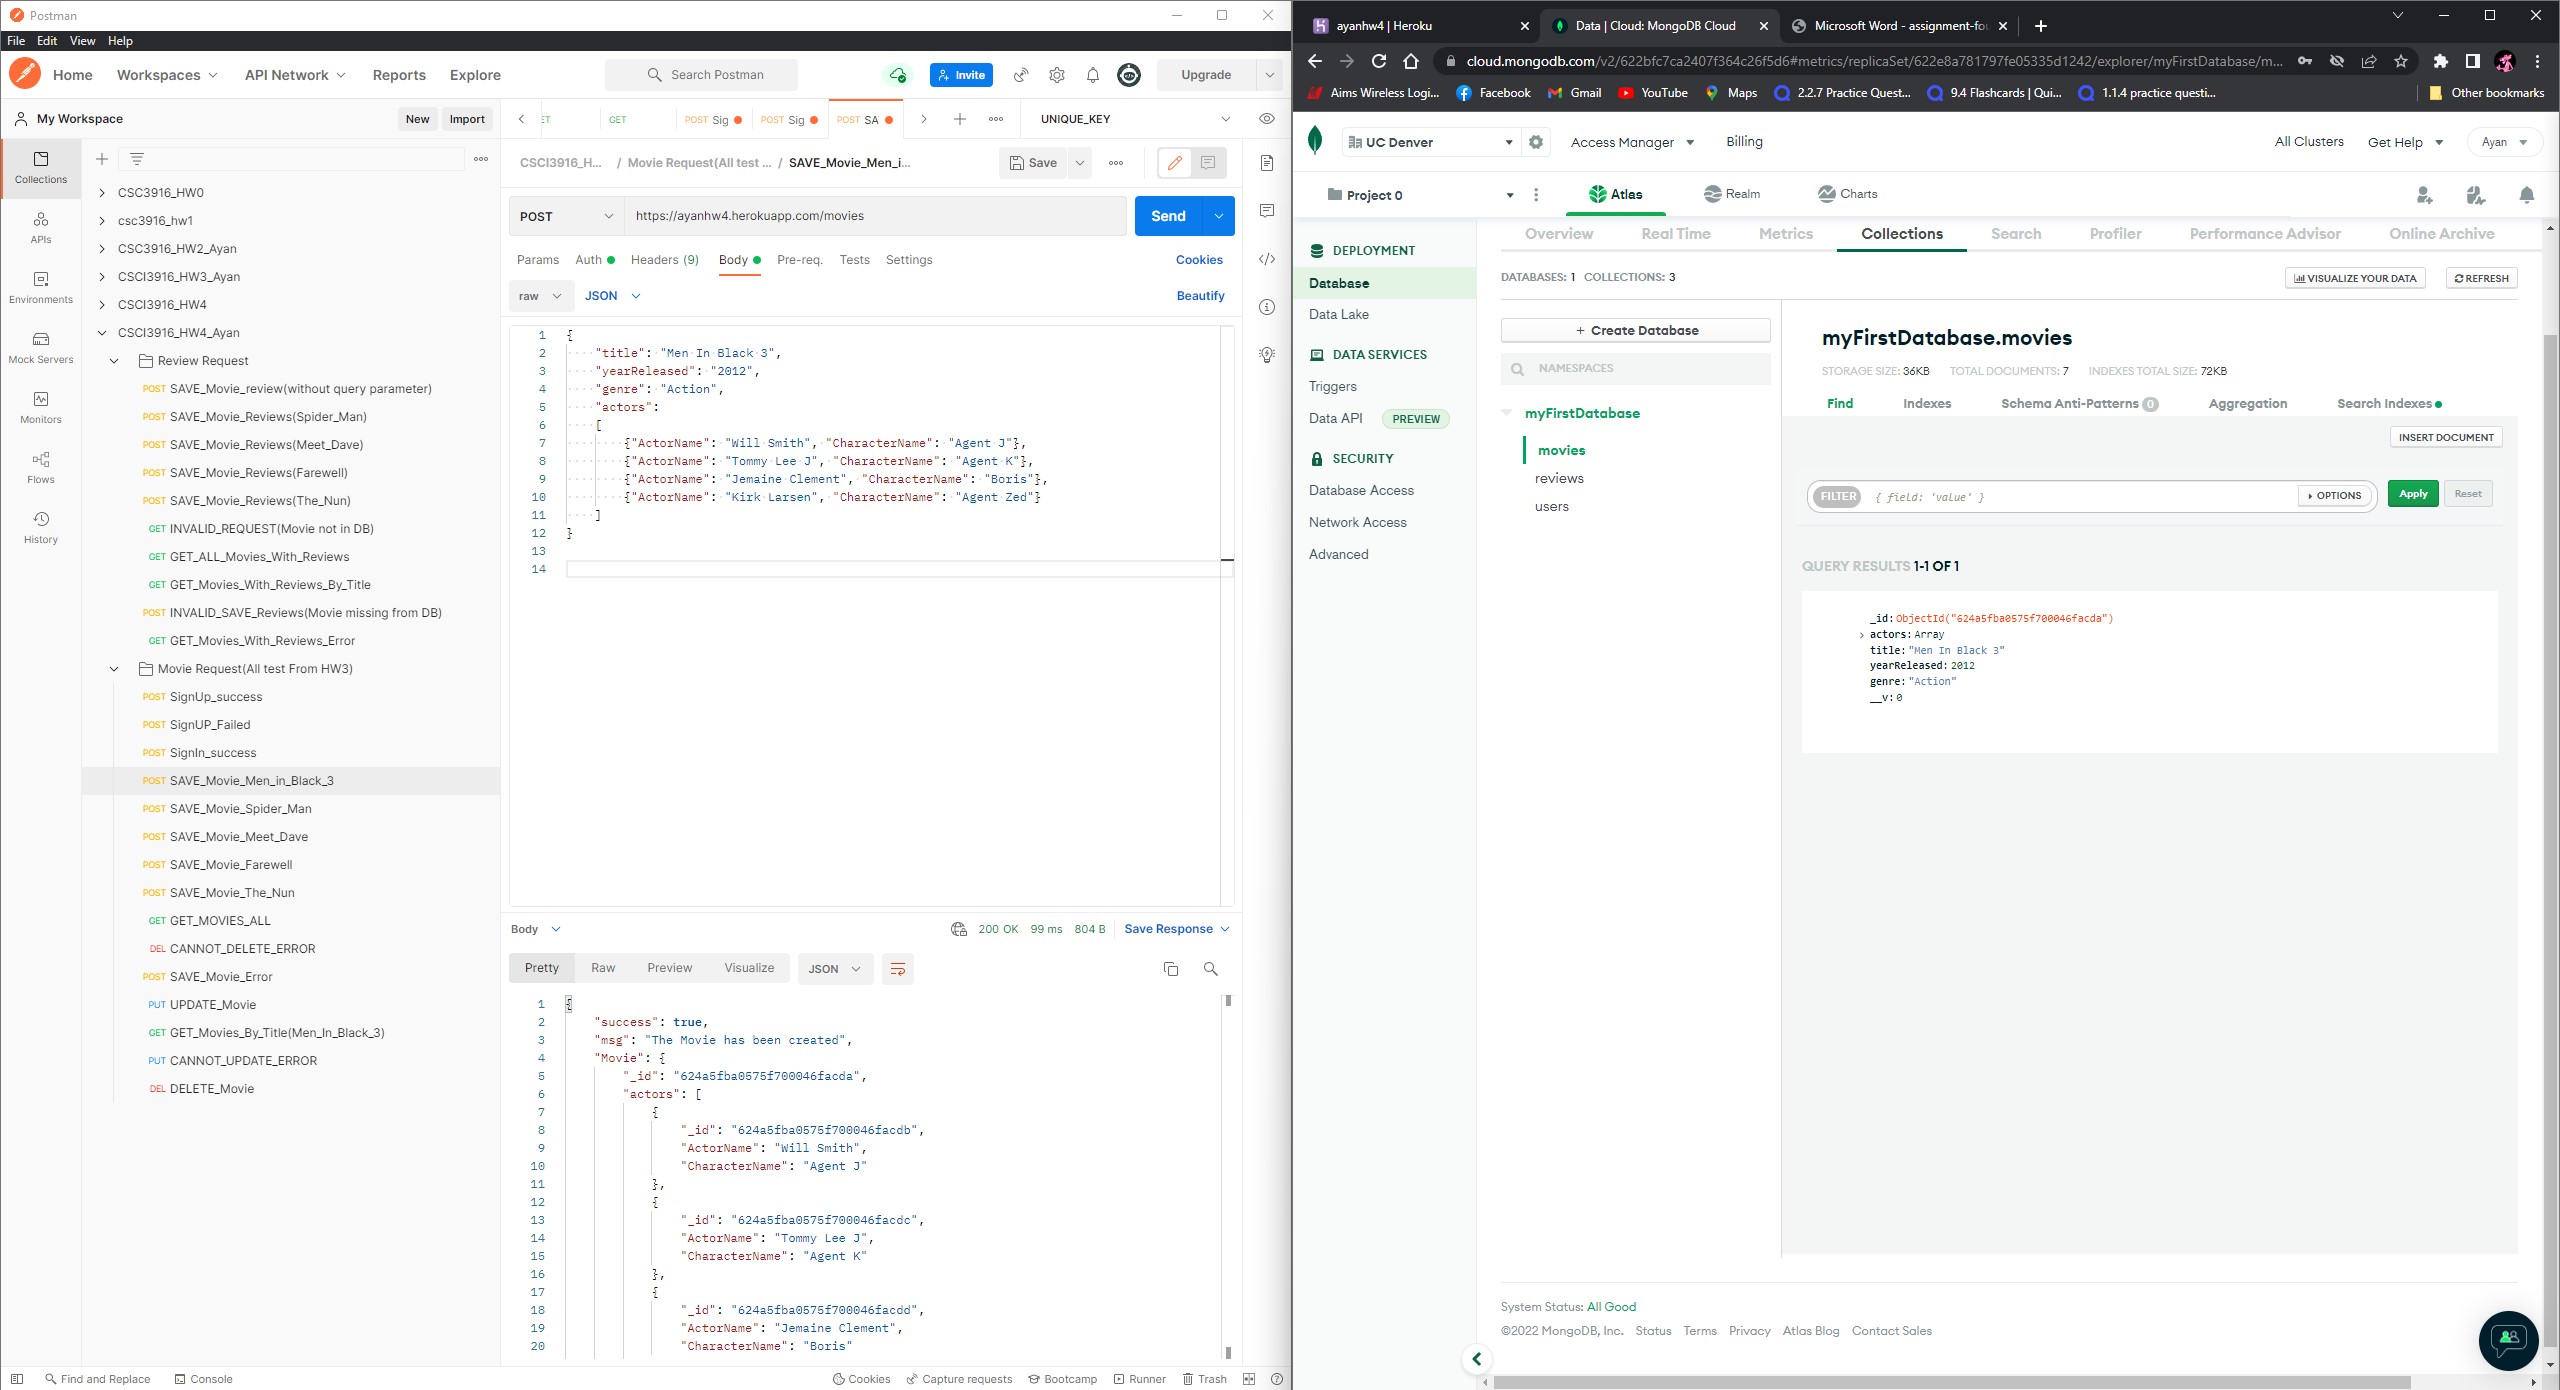 Postman
File Edit View Help
Home Workspaces API Network Reports Explore
Search Postman
Invite
Upgrade
My Workspace
New Import
ET GET POST Sig POST Sig POST SA
UNIQUE_KEY
Collections
APIs
Environments
Mock Servers
Monitors
Flows
History
CSC3916_HW0
csc3916_hw1
CSC3916_HW2_Ayan
CSCI3916_HW3_Ayan
CSCI3916_HW4
CSCI3916_HW4_Ayan
Review Request
POST SAVE_Movie_review(without query parameter)
POST SAVE_Movie_Reviews(Spider_Man)
POST SAVE_Movie_Reviews(Meet_Dave)
POST SAVE_Movie_Reviews(Farewell)
POST SAVE_Movie_Reviews(The_Nun)
GET INVALID_REQUEST(Movie not in DB)
GET GET_ALL_Movies_With_Reviews
GET GET_Movies_With_Reviews_By_Title
POST INVALID_SAVE_Reviews(Movie missing from DB)
GET GET_Movies_With_Reviews_Error
Movie Request(All test From HW3)
POST SignUp_success
POST SignUP_Failed
POST SignIn_success
POST SAVE_Movie_Men_in_Black_3
POST SAVE_Movie_Spider_Man
POST SAVE_Movie_Meet_Dave
POST SAVE_Movie_Farewell
POST SAVE_Movie_The_Nun
GET GET_MOVIES_ALL
DEL CANNOT_DELETE_ERROR
POST SAVE_Movie_Error
PUT UPDATE_Movie
GET GET_Movies_By_Title(Men_In_Black_3)
PUT CANNOT_UPDATE_ERROR
DEL DELETE_Movie
CSCI3916_H... / Movie Request(All test ... / SAVE_Movie_Men_i...
Save
POST https://ayanhw4.herokuapp.com/movies
Send
Params Auth Headers (9) Body Pre-req. Tests Settings
Cookies
raw JSON
Beautify
1 {
2 "title": "Men In Black 3",
3 "yearReleased": "2012",
4 "genre": "Action",
5 "actors":
6 [
7 {"ActorName": "Will Smith", "CharacterName": "Agent J"},
8 {"ActorName": "Tommy Lee J", "CharacterName": "Agent K"},
9 {"ActorName": "Jemaine Clement", "CharacterName": "Boris"},
10 {"ActorName": "Kirk Larsen", "CharacterName": "Agent Zed"}
11 ]
12 }
13
14
Body
200 OK 99 ms 804 B Save Response
Pretty Raw Preview Visualize JSON
1 {
2 "success": true,
3 "msg": "The Movie has been created",
4 "Movie": {
5 "_id": "624a5fba0575f700046facda",
6 "actors": [
7 {
8 "_id": "624a5fba0575f700046facdb",
9 "ActorName": "Will Smith",
10 "CharacterName": "Agent J"
11 },
12 {
13 "_id": "624a5fba0575f700046facdc",
14 "ActorName": "Tommy Lee J",
15 "CharacterName": "Agent K"
16 },
17 {
18 "_id": "624a5fba0575f700046facdd",
19 "ActorName": "Jemaine Clement",
20 "CharacterName": "Boris"
Find and Replace Console
Cookies Capture requests Bootcamp Runner Trash
ayanhw4 | Heroku
Data | Cloud: MongoDB Cloud
Microsoft Word - assignment-fou
cloud.mongodb.com/v2/622bfc7ca2407f364c26f5d6#metrics/replicaSet/622e8a781797fe05335d1242/explorer/myFirstDatabase/m...
Aims Wireless Logi... Facebook Gmail YouTube Maps 2.2.7 Practice Quest... 9.4 Flashcards | Qui... 1.1.4 practice questi... Other bookmarks
UC Denver
Access Manager Billing
All Clusters Get Help Ayan
Project 0
Atlas Realm Charts
DEPLOYMENT
Database
Data Lake
DATA SERVICES
Triggers
Data API PREVIEW
SECURITY
Database Access
Network Access
Advanced
Overview Real Time Metrics Collections Search Profiler Performance Advisor Online Archive
DATABASES: 1 COLLECTIONS: 3
VISUALIZE YOUR DATA REFRESH
+ Create Database
NAMESPACES
myFirstDatabase
movies
reviews
users
myFirstDatabase.movies
STORAGE SIZE: 36KB TOTAL DOCUMENTS: 7 INDEXES TOTAL SIZE: 72KB
Find Indexes Schema Anti-Patterns 0 Aggregation Search Indexes
INSERT DOCUMENT
FILTER { field: 'value' } OPTIONS Apply Reset
QUERY RESULTS 1-1 OF 1
_id: ObjectId("624a5fba0575f700046facda")
actors: Array
title: "Men In Black 3"
yearReleased: 2012
genre: "Action"
__v: 0
System Status: All Good
©2022 MongoDB, Inc. Status Terms Privacy Atlas Blog Contact Sales